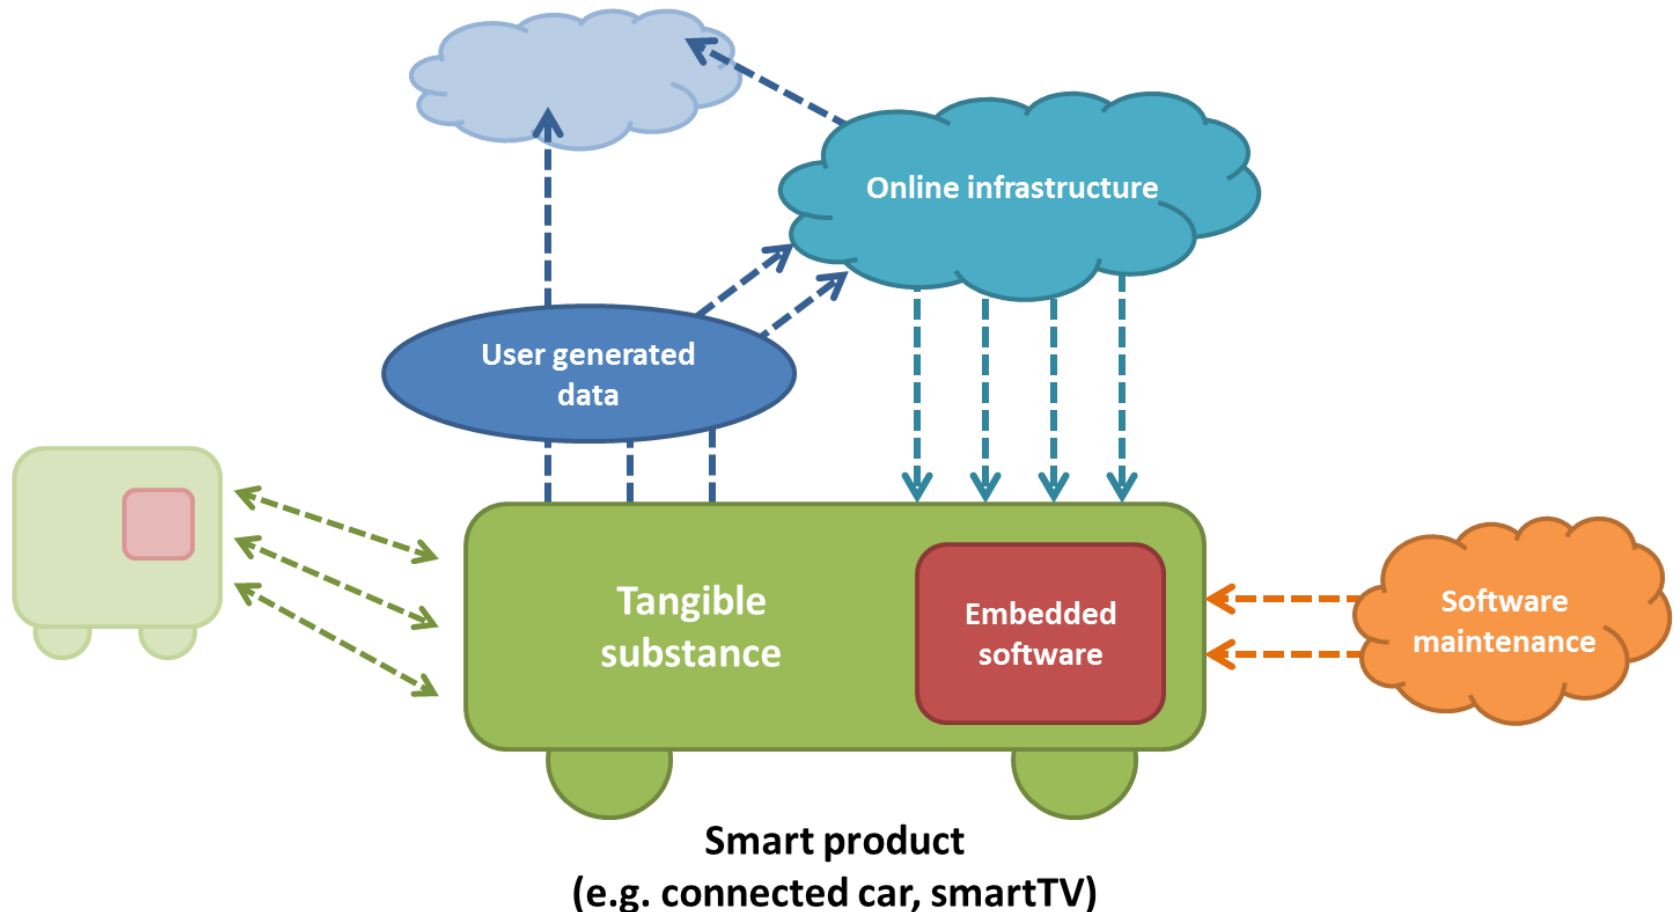 Online infrastructure
User generated
data
Tangible
substance
Embedded
software
Software
maintenance
Smart product
(e.g. connected car, smartTV)